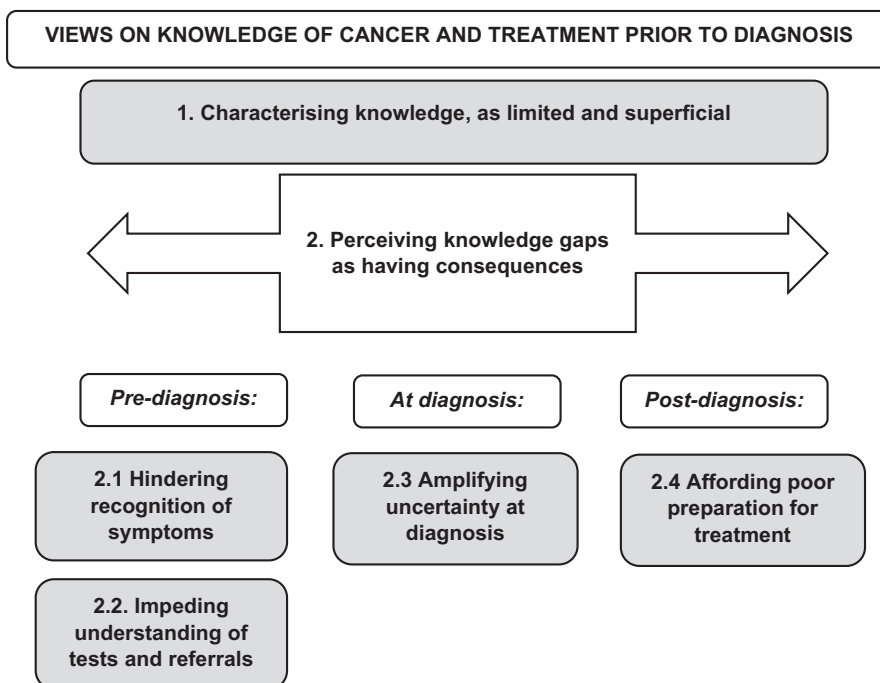 VIEWS ON KNOWLEDGE OF CANCER AND TREATMENT PRIOR TO DIAGNOSIS
1. Characterising knowledge, as limited and superficial
2. Perceiving knowledge gaps
as having consequences
Pre-diagnosis:
At diagnosis:
Post-diagnosis:
2.1 Hindering
recognition of
symptoms
2.3 Amplifying
uncertainty at
diagnosis
2.4 Affording poor
preparation for
treatment
2.2. Impeding
understanding of
tests and referrals